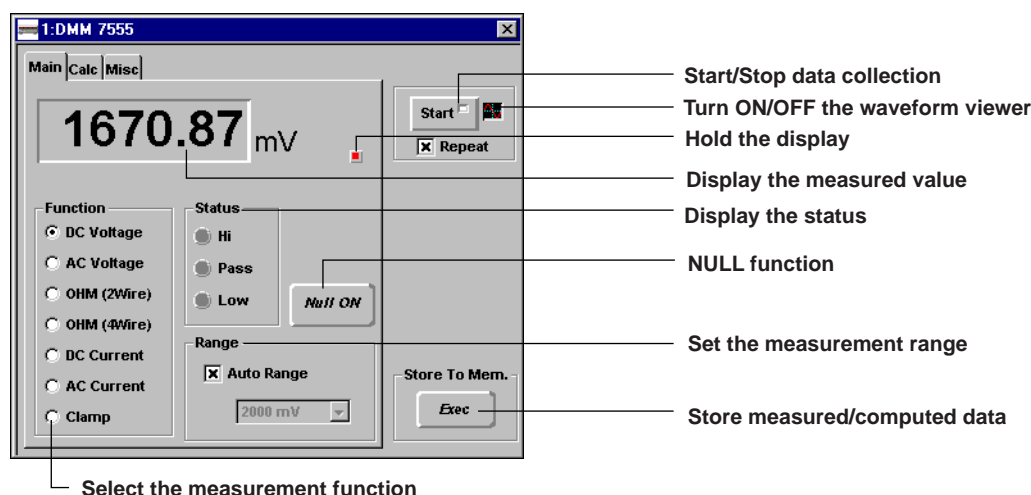 1:DMM 7555
Main Calc Misc
1670.87 mV
Start
Repeat
Function
DC Voltage
AC Voltage
OHM (2Wire)
OHM (4Wire)
DC Current
AC Current
Clamp
Status
Hi
Pass
Low
Null ON
Range
Auto Range
2000 mV
Store To Mem.
Exec
Start/Stop data collection
Turn ON/OFF the waveform viewer
Hold the display
Display the measured value
Display the status
NULL function
Set the measurement range
Store measured/computed data
Select the measurement function